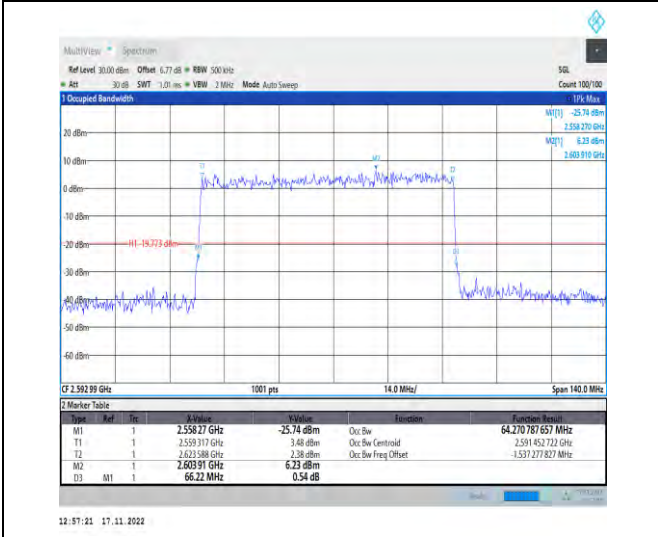 MultiView Spectrum
Ref Level 30.00 dBm Offset 6.77 dB RBW 500 kHz SGL
Att 30 dB SWT 1.01 ms VBW 2 MHz Mode Auto Sweep Count 100/100
1 Occupied Bandwidth 1Pk Max
M1[1] -25.74 dBm
2.558 270 GHz
M2[1] 6.23 dBm
2.603 910 GHz
20 dBm
10 dBm
M2
T1 T2
0 dBm
-10 dBm
-20 dBm H1 -19.773 dBm
-30 dBm
-40 dBm
-50 dBm
-60 dBm
CF 2.592 99 GHz 1001 pts 14.0 MHz/ Span 140.0 MHz
2 Marker Table
Type Ref Trc X-Value Y-Value Function Function Result
M1 1 2.558 27 GHz -25.74 dBm Occ Bw 64.270 787 657 MHz
T1 1 2.559 317 GHz 3.48 dBm Occ Bw Centroid 2.591 452 722 GHz
T2 1 2.623 588 GHz 2.38 dBm Occ Bw Freq Offset -1.537 277 827 MHz
M2 1 2.603 91 GHz 6.23 dBm
D3 M1 1 66.22 MHz 0.54 dB
12:57:21 17.11.2022